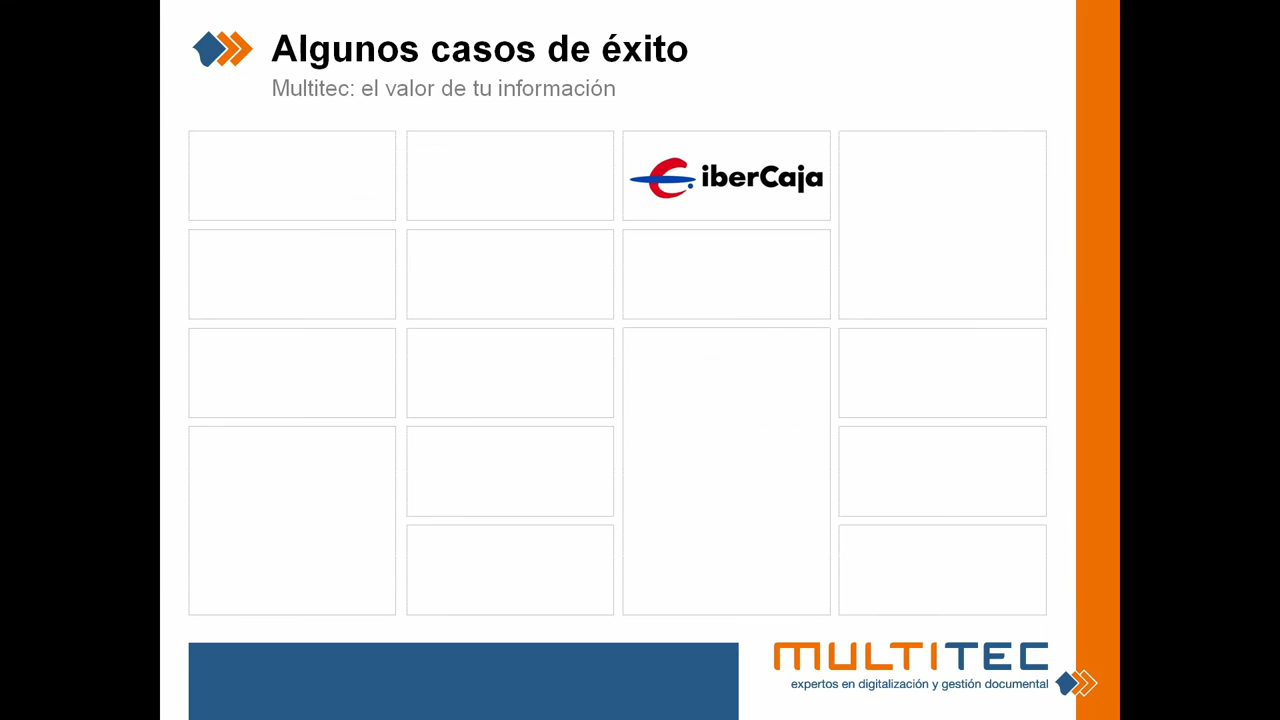 Algunos casos de éxito
Multitec: el valor de tu información
iberCaja
MULTITEC
expertos en digitalización y gestión documental